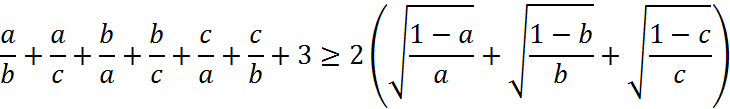 a/b + a/c + b/a + b/c + c/a + c/b + 3 ≥ 2(√((1 − a)/a) + √((1 − b)/b) + √((1 − c)/c))